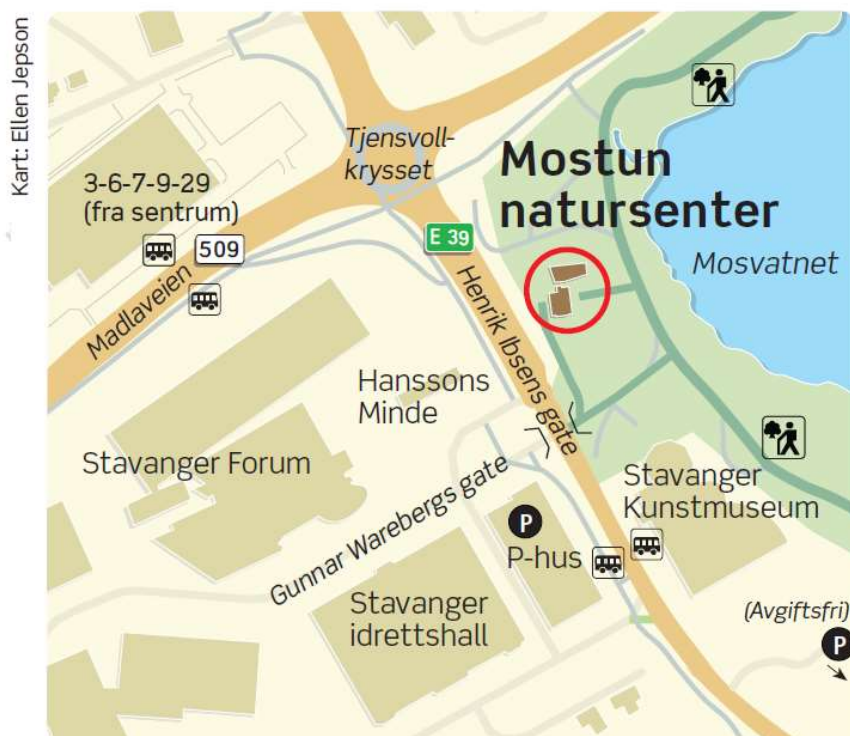 Kart: Ellen Jepson
Tjensvoll-
krysset
Mostun
natursenter
3-6-7-9-29
(fra sentrum)
509
E 39
Mosvatnet
Madlaveien
Henrik Ibsens gate
Hanssons
Minde
Stavanger Forum
Gunnar Warebergs gate
Stavanger
Kunstmuseum
P
P-hus
Stavanger
idrettshall
(Avgiftsfri)
P